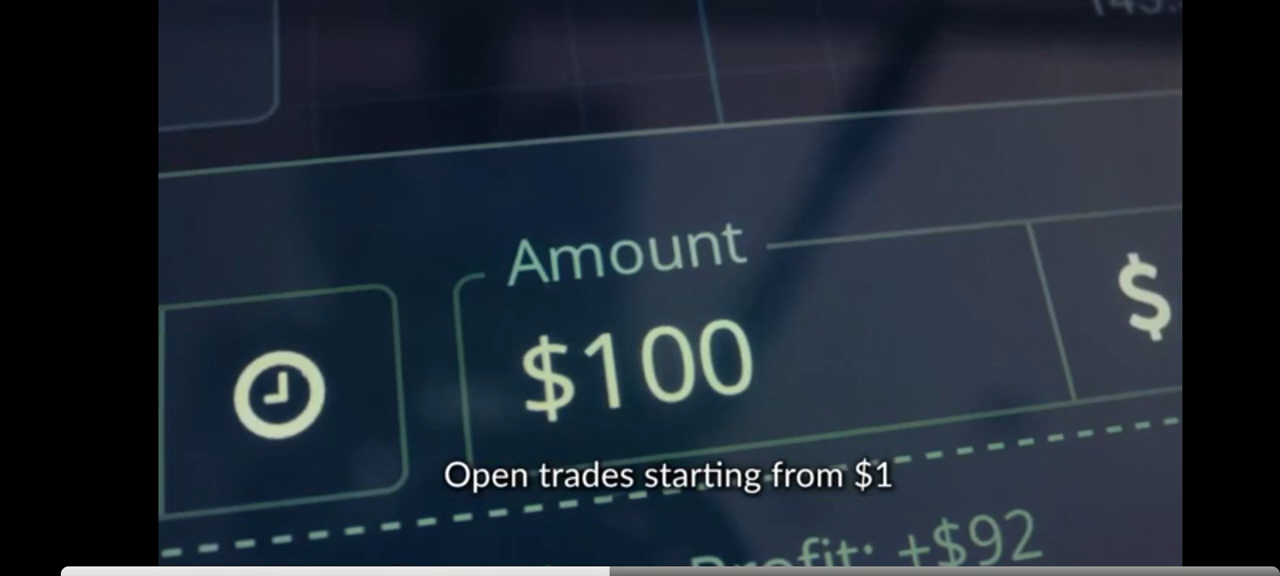 Amount
$100
$
Open trades starting from $1
Profit: +$92